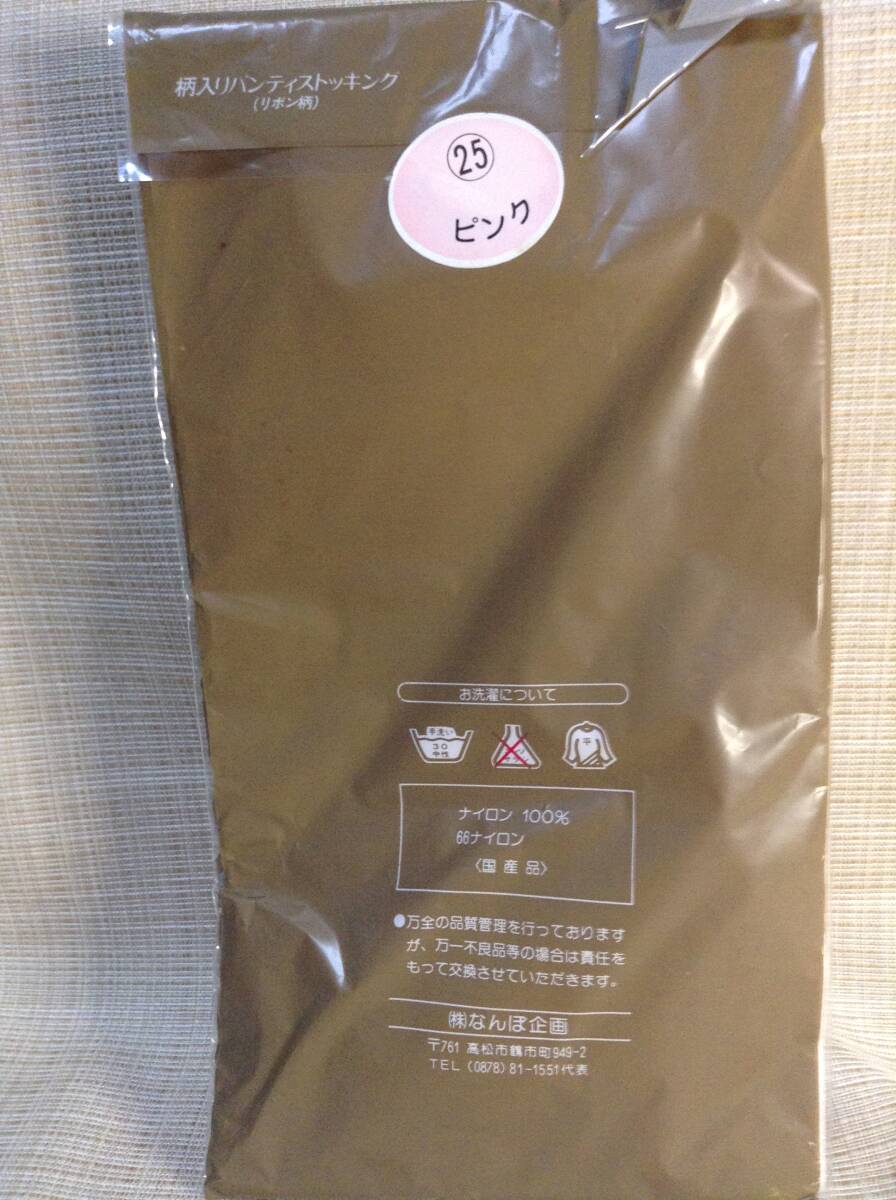 柄入りパンティストッキング
(リボン柄)
㉕
ピンク
お洗濯について
手洗い
30
中性
平
ナイロン 100%
66ナイロン
〈国産品〉
●万全の品質管理を行っております
が、万一不良品等の場合は責任を
もって交換させていただきます。
㈱なんぽ企画
〒761 高松市鶴市町949-2
TEL (0878) 81-1551代表